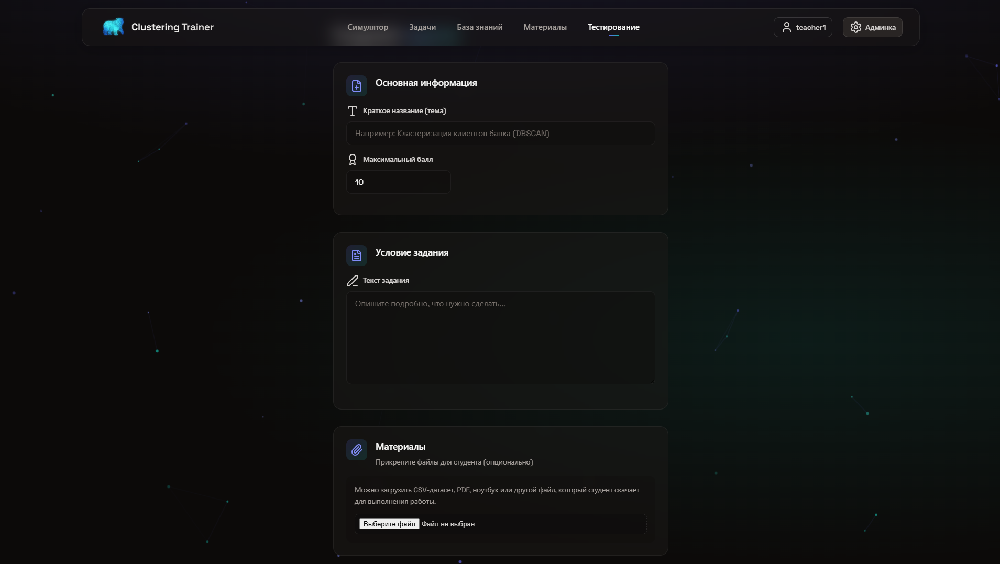 Clustering Trainer
Симулятор
Задачи
База знаний
Материалы
Тестирование
teacher1
Админка
Основная информация
Краткое название (тема)
Например: Кластеризация клиентов банка (DBSCAN)
Максимальный балл
10
Условие задания
Текст задания
Опишите подробно, что нужно сделать...
Материалы
Прикрепите файлы для студента (опционально)
Можно загрузить CSV-датасет, PDF, ноутбук или другой файл, который студент скачает
для выполнения работы.
Выберите файл Файл не выбран